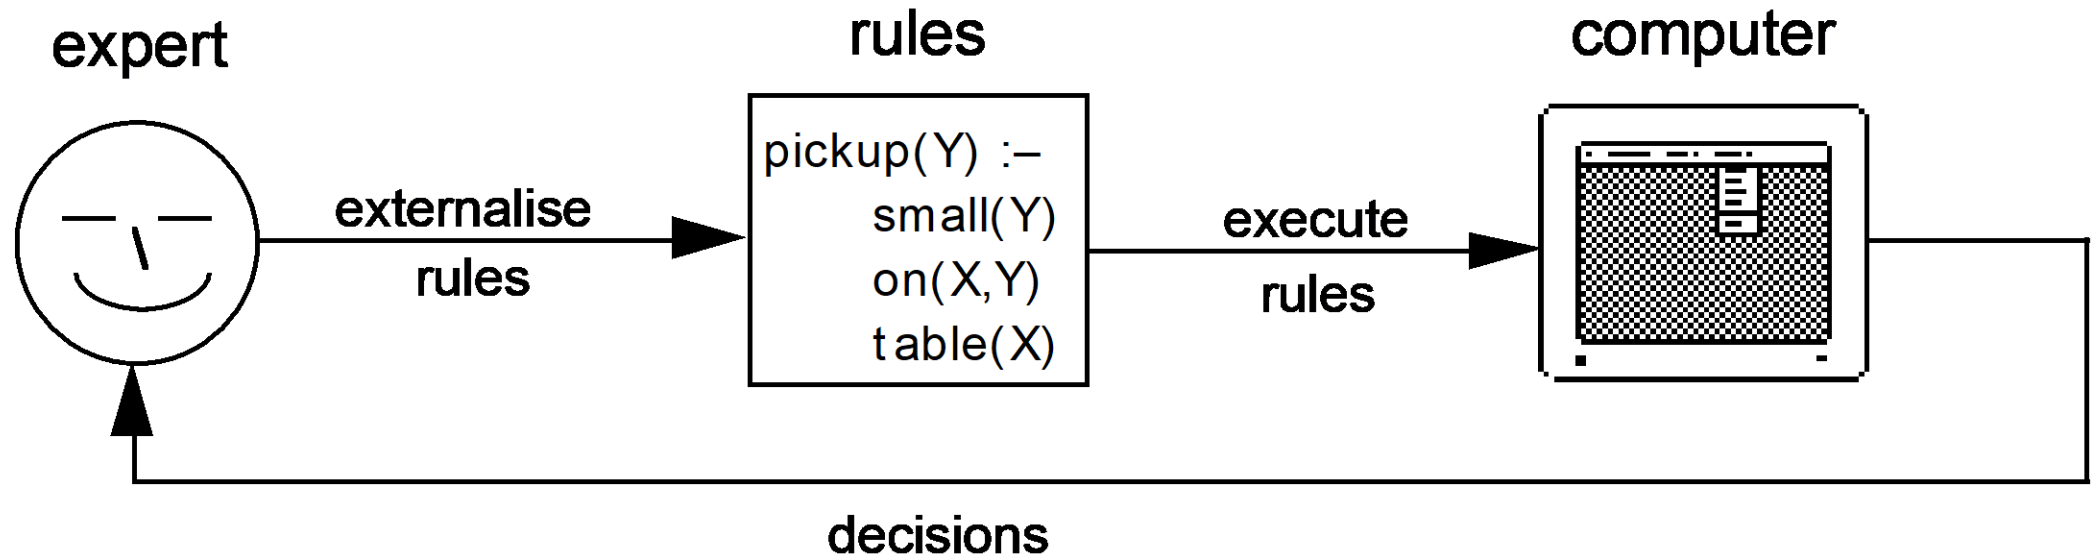 expert
rules
computer
externalise
rules
pickup(Y) :–
small(Y)
on(X,Y)
table(X)
execute
rules
decisions